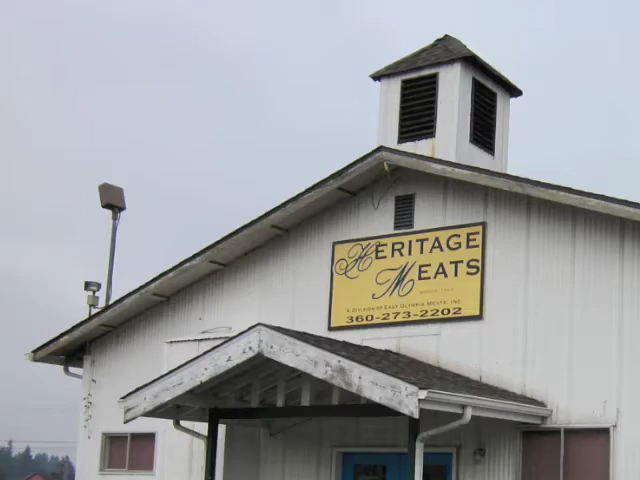 HERITAGE
MEATS
A DIVISION OF EAST OLYMPIA MEATS, INC.
360-273-2202